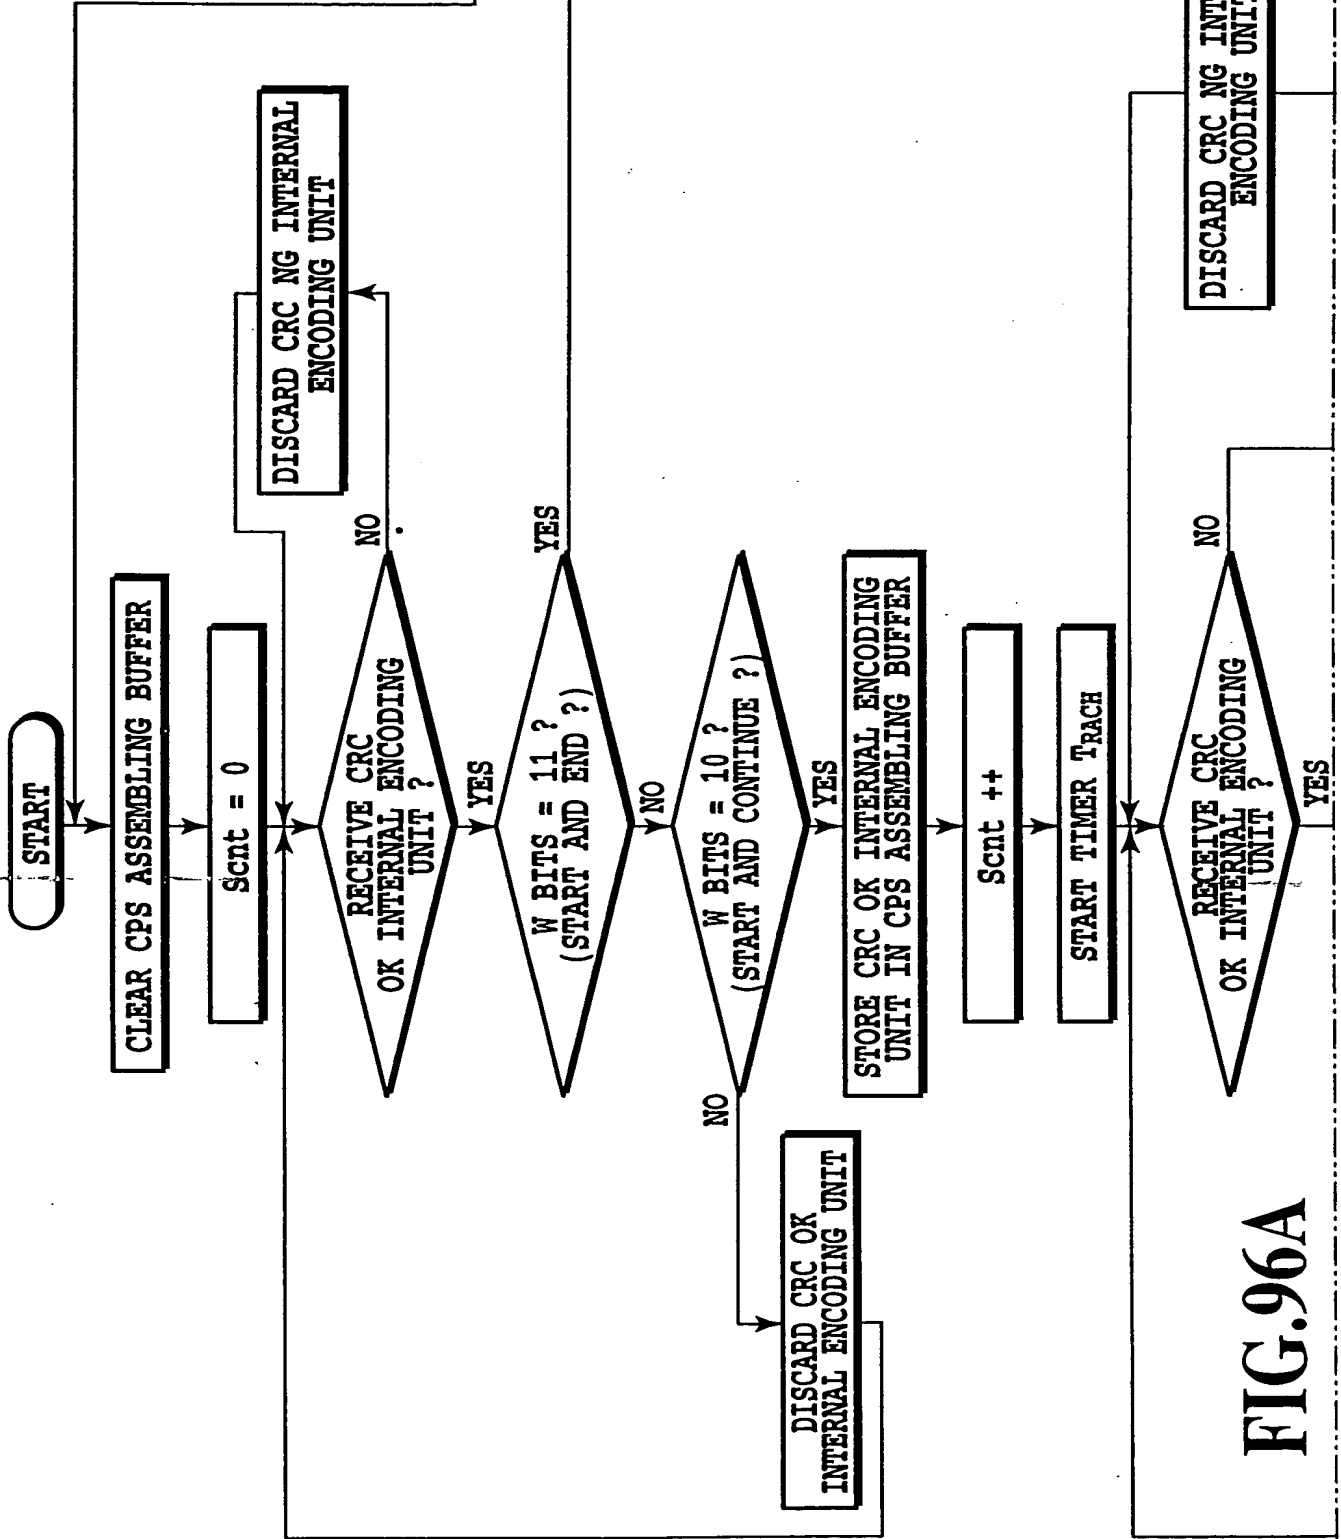 START
CLEAR CPS ASSEMBLING BUFFER
Scnt = 0
RECEIVE CRC
OK INTERNAL ENCODING
UNIT ?
NO
DISCARD CRC NG INTERNAL
ENCODING UNIT
YES
W BITS = 11 ?
(START AND END ?)
YES
NO
W BITS = 10 ?
(START AND CONTINUE ?)
NO
DISCARD CRC OK
INTERNAL ENCODING UNIT
YES
STORE CRC OK INTERNAL ENCODING
UNIT IN CPS ASSEMBLING BUFFER
Scnt ++
START TIMER TRACH
RECEIVE CRC
OK INTERNAL ENCODING
UNIT ?
NO
DISCARD CRC NG INT
ENCODING UNIT
YES
FIG.96A